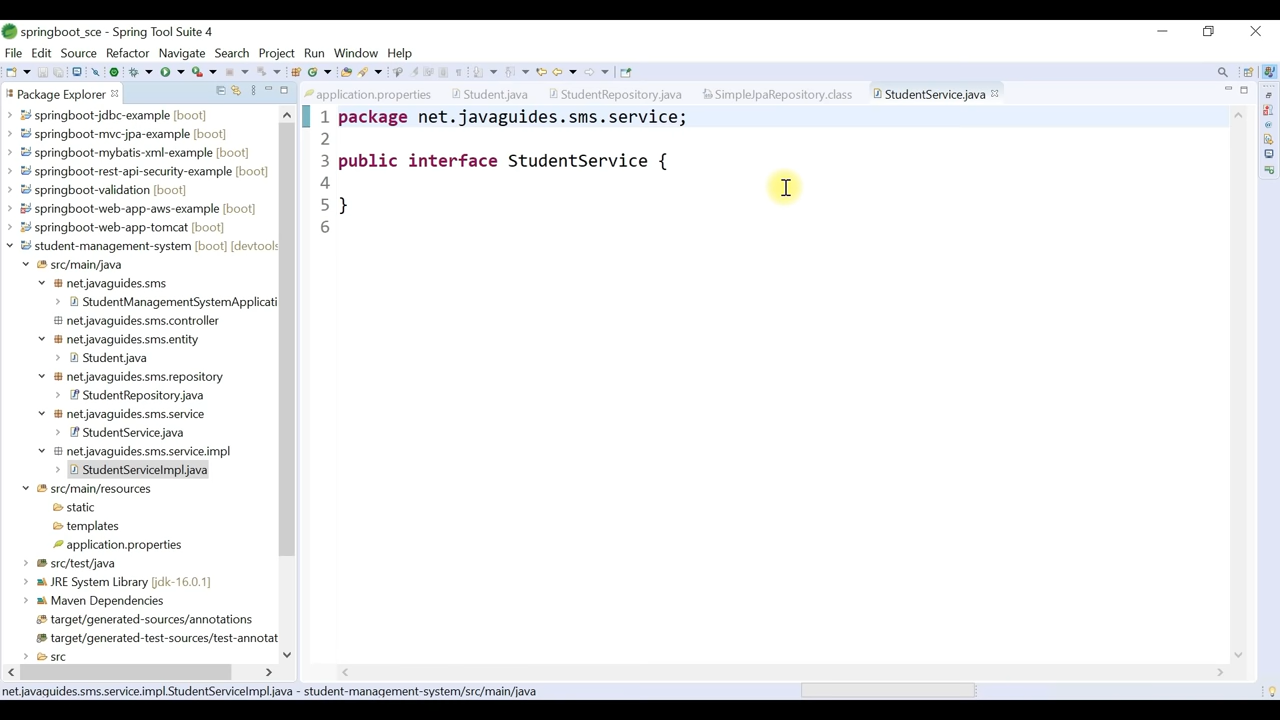 springboot_sce - Spring Tool Suite 4
File Edit Source Refactor Navigate Search Project Run Window Help
Package Explorer
application.properties Student.java StudentRepository.java SimpleJpaRepository.class StudentService.java
springboot-jdbc-example [boot]
springboot-mvc-jpa-example [boot]
springboot-mybatis-xml-example [boot]
springboot-rest-api-security-example [boot]
springboot-validation [boot]
springboot-web-app-aws-example [boot]
springboot-web-app-tomcat [boot]
student-management-system [boot] [devtools
src/main/java
net.javaguides.sms
StudentManagementSystemApplicati
net.javaguides.sms.controller
net.javaguides.sms.entity
Student.java
net.javaguides.sms.repository
StudentRepository.java
net.javaguides.sms.service
StudentService.java
net.javaguides.sms.service.impl
StudentServiceImpl.java
src/main/resources
static
templates
application.properties
src/test/java
JRE System Library [jdk-16.0.1]
Maven Dependencies
target/generated-sources/annotations
target/generated-test-sources/test-annotat
src
1 package net.javaguides.sms.service;
2
3 public interface StudentService {
4
5 }
6
net.javaguides.sms.service.impl.StudentServiceImpl.java - student-management-system/src/main/java